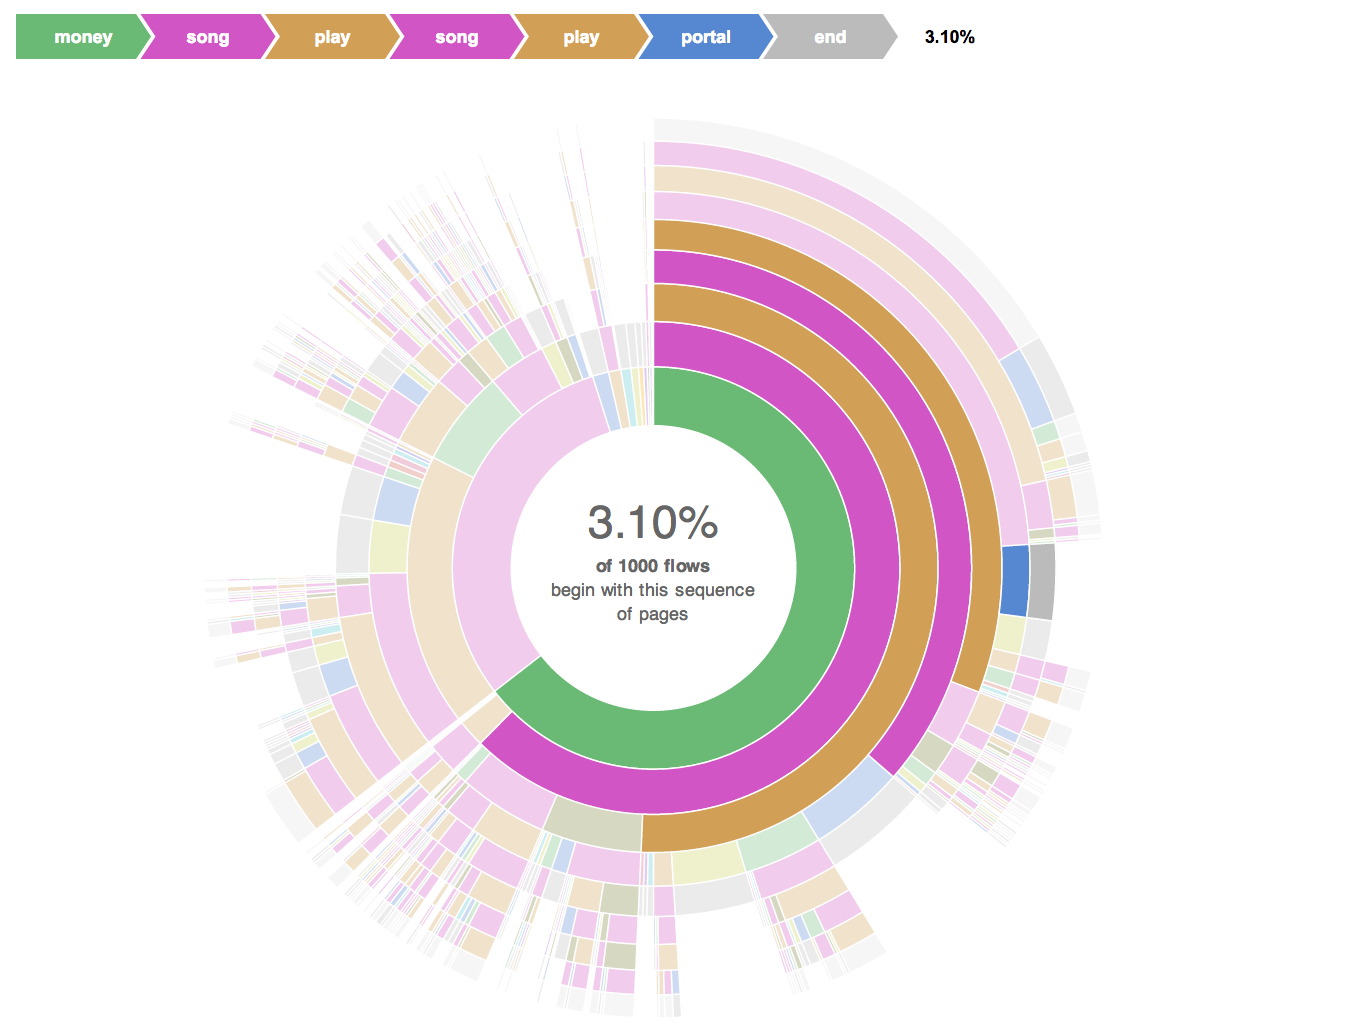 money song play song play portal end 3.10%
3.10%
of 1000 flows
begin with this sequence
of pages